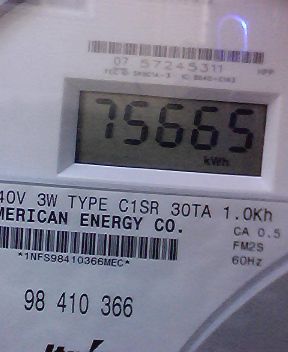 07 57245311
75665
kWh
40V 3W TYPE C1SR 30TA 1.0Kh
MERICAN ENERGY CO.
CA 0.5
FM2S
60Hz
*1NFS98410366MEC*
98 410 366